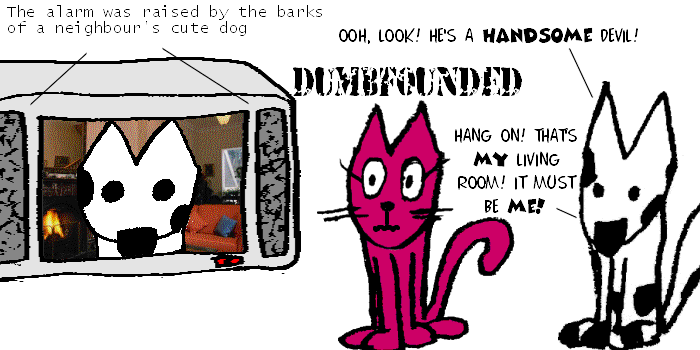 The alarm was raised by the barks
of a neighbour's cute dog
OOH, LOOK! HE'S A HANDSOME DEVIL!
DUMBFOUNDED
HANG ON! THAT'S
MY LIVING
ROOM! IT MUST
BE ME!